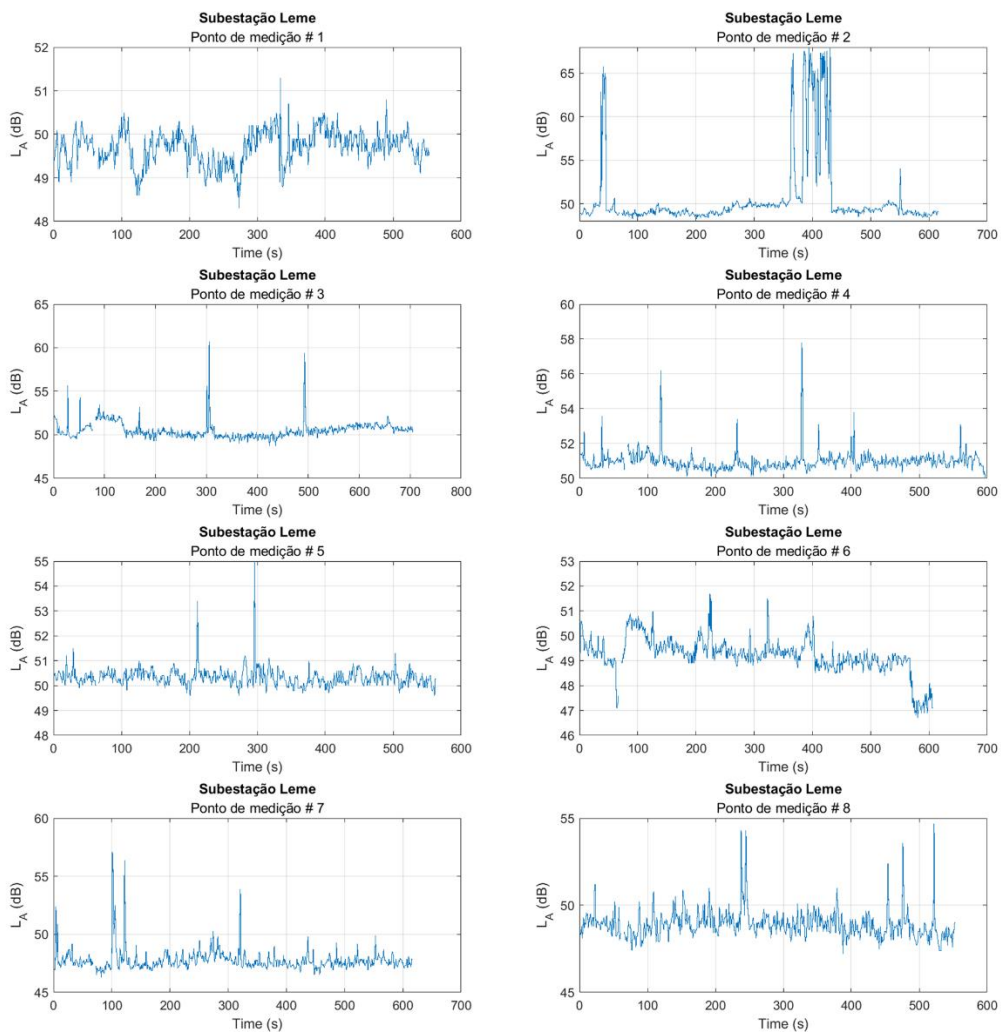 Subestação Leme
Ponto de medição # 1
52
51
50
49
48
L_A (dB)
0 100 200 300 400 500 600
Time (s)
Subestação Leme
Ponto de medição # 2
65
60
55
50
L_A (dB)
0 100 200 300 400 500 600 700
Time (s)
Subestação Leme
Ponto de medição # 3
65
60
55
50
45
L_A (dB)
0 100 200 300 400 500 600 700 800
Time (s)
Subestação Leme
Ponto de medição # 4
60
58
56
54
52
50
L_A (dB)
0 100 200 300 400 500 600
Time (s)
Subestação Leme
Ponto de medição # 5
55
54
53
52
51
50
49
48
L_A (dB)
0 100 200 300 400 500 600
Time (s)
Subestação Leme
Ponto de medição # 6
53
52
51
50
49
48
47
46
L_A (dB)
0 100 200 300 400 500 600 700
Time (s)
Subestação Leme
Ponto de medição # 7
60
55
50
45
L_A (dB)
0 100 200 300 400 500 600 700
Time (s)
Subestação Leme
Ponto de medição # 8
55
50
45
L_A (dB)
0 100 200 300 400 500 600
Time (s)